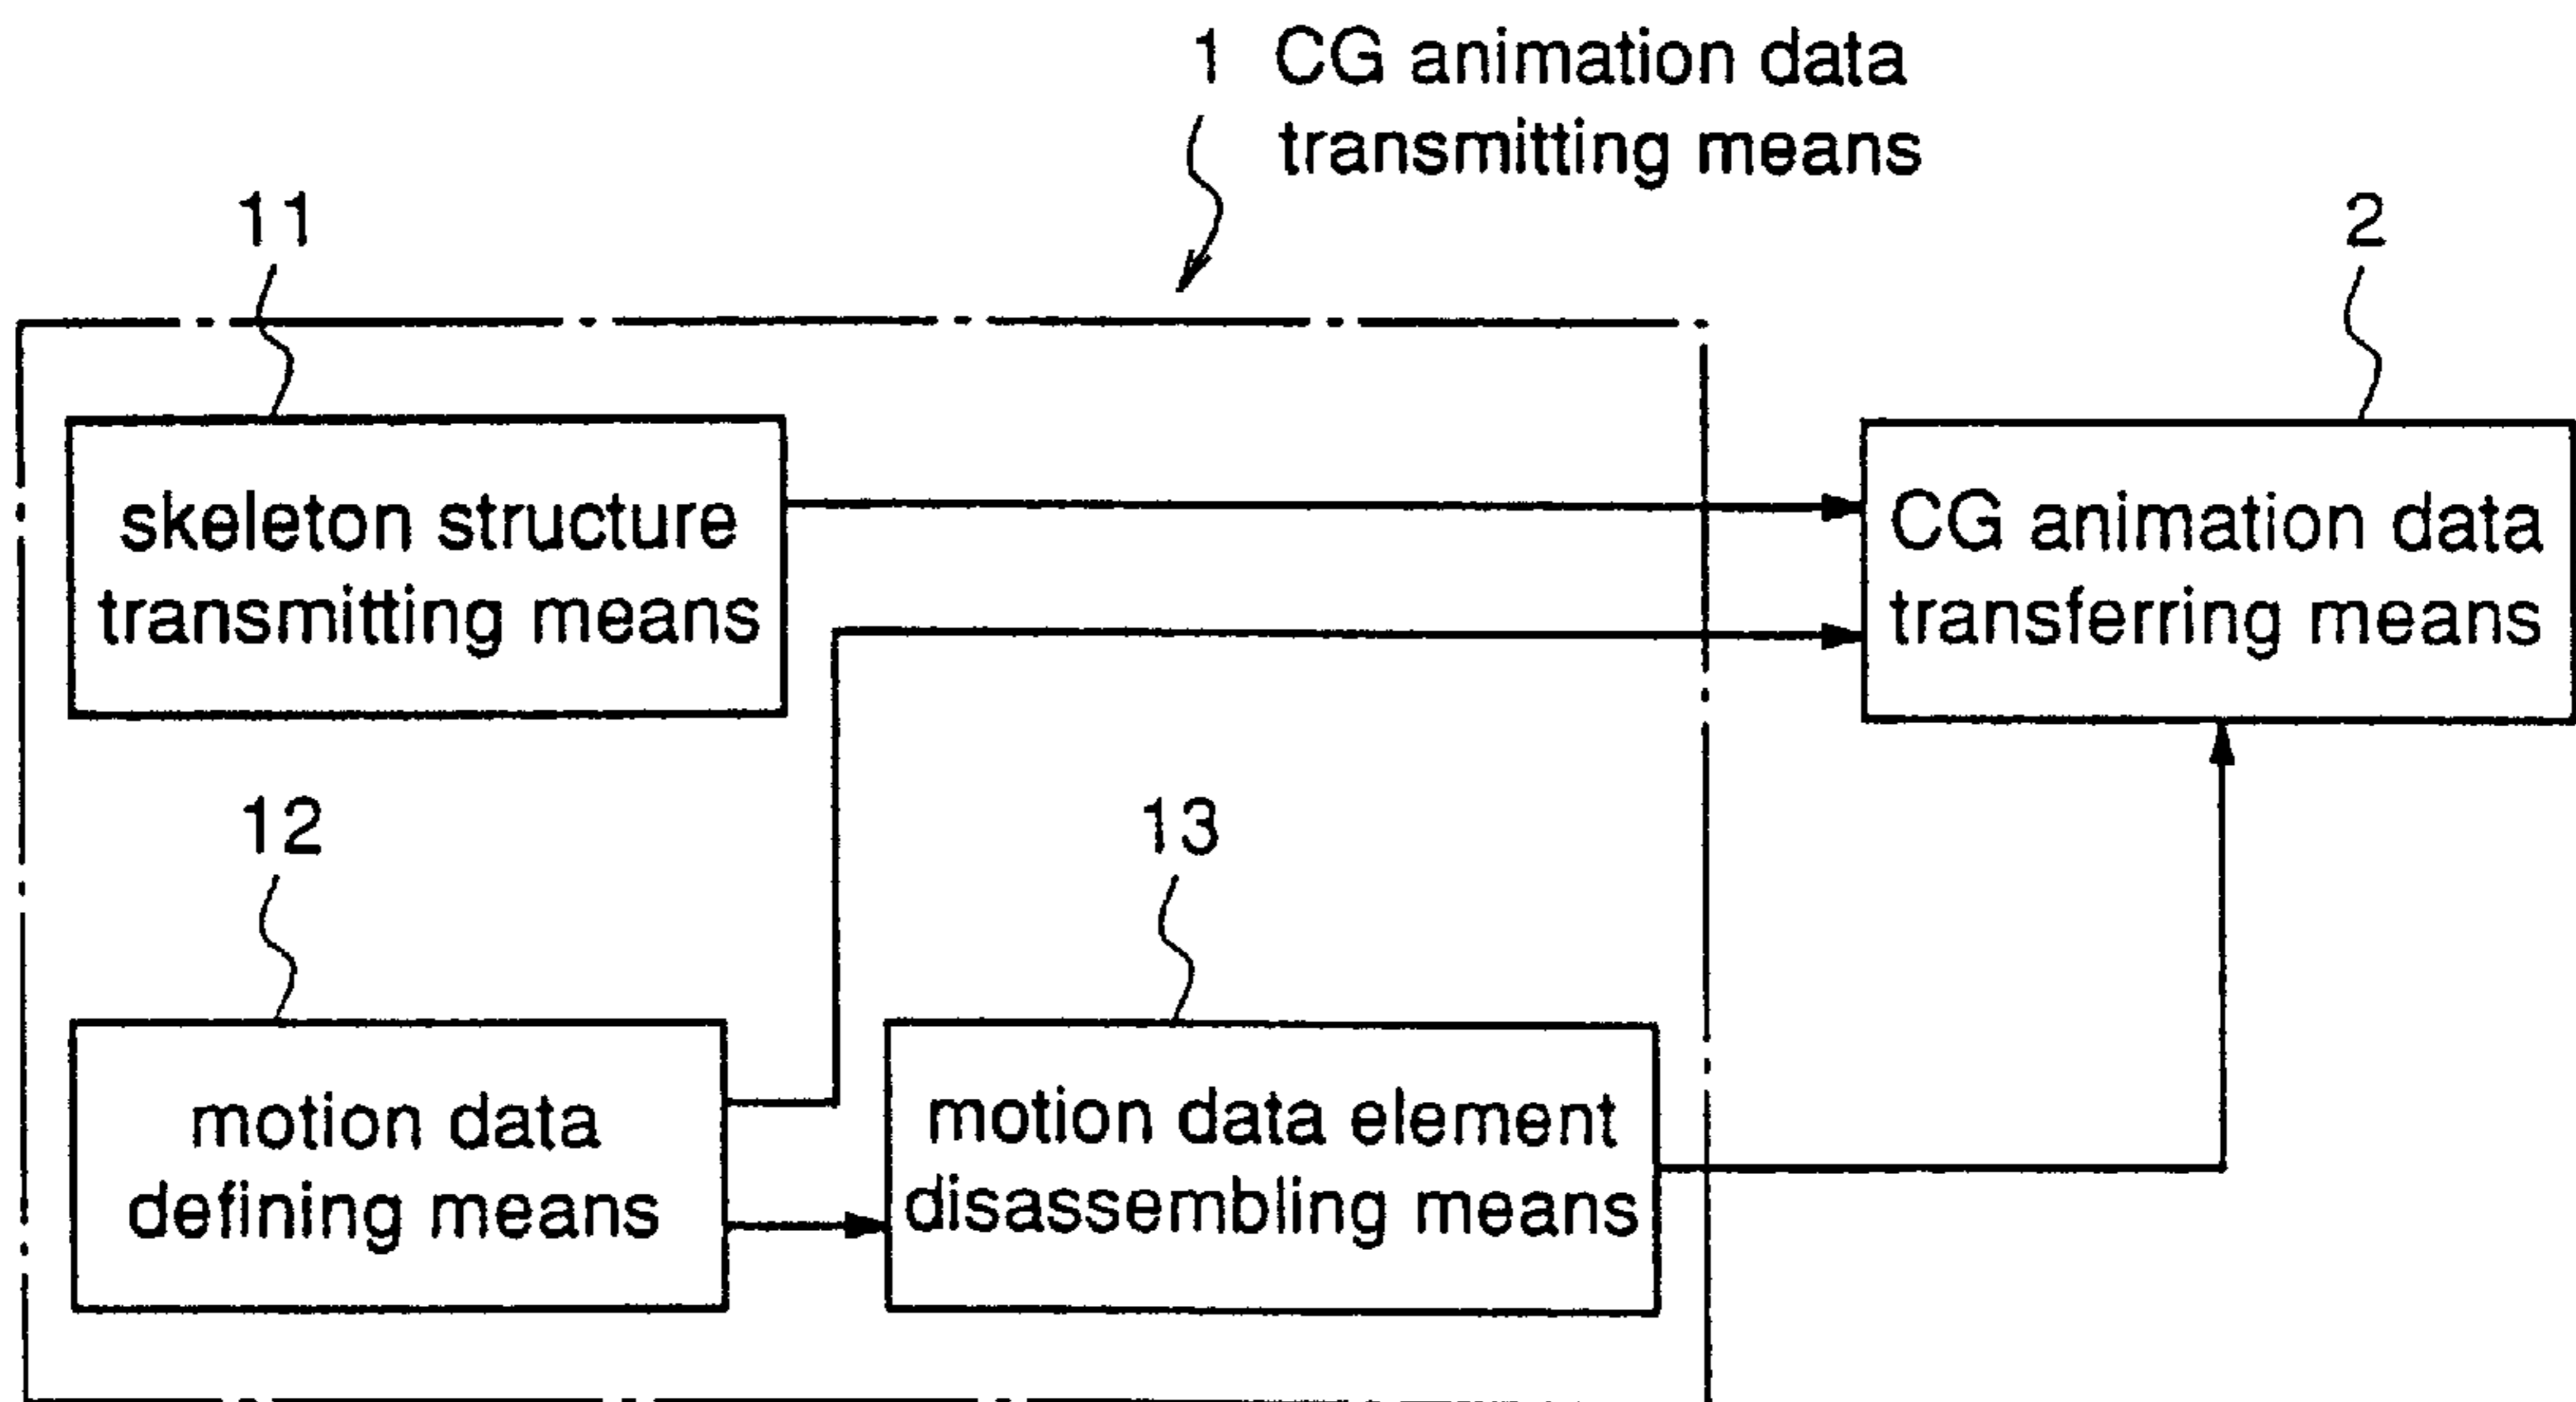 1 CG animation data
transmitting means
11
2
skeleton structure
transmitting means
CG animation data
transferring means
12
13
motion data
defining means
motion data element
disassembling means